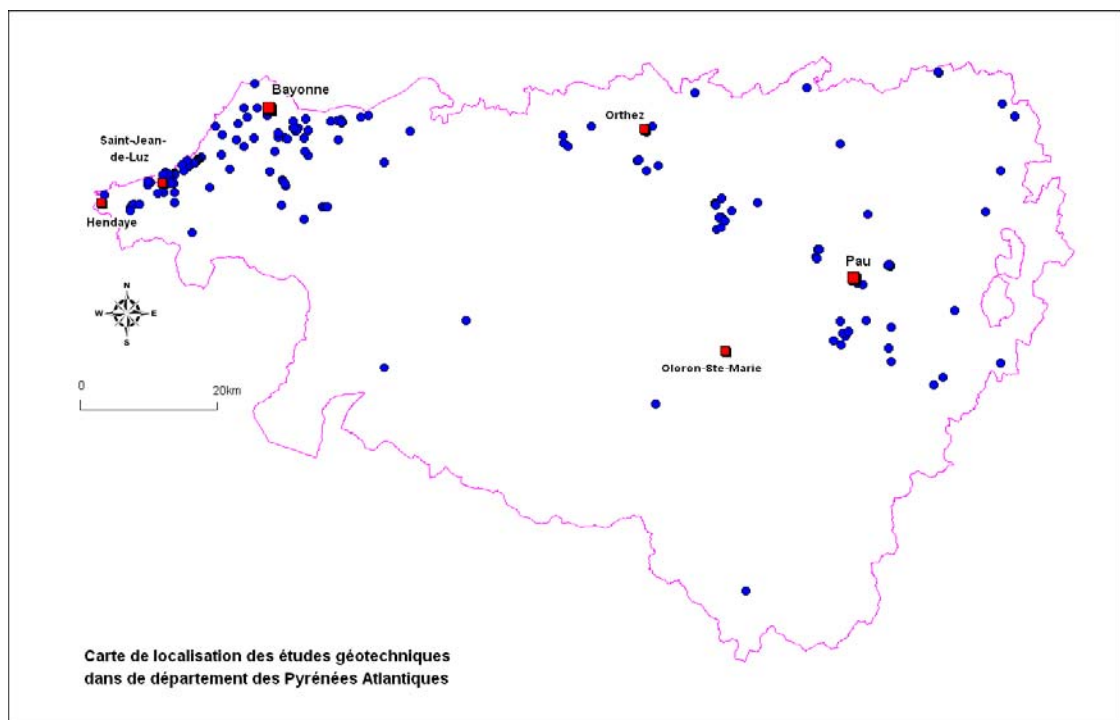 Bayonne
Orthez
Saint-Jean-
de-Luz
Hendaye
Pau
N
W E
S
Oloron-Ste-Marie
0 20km
Carte de localisation des études géotechniques
dans de département des Pyrénées Atlantiques